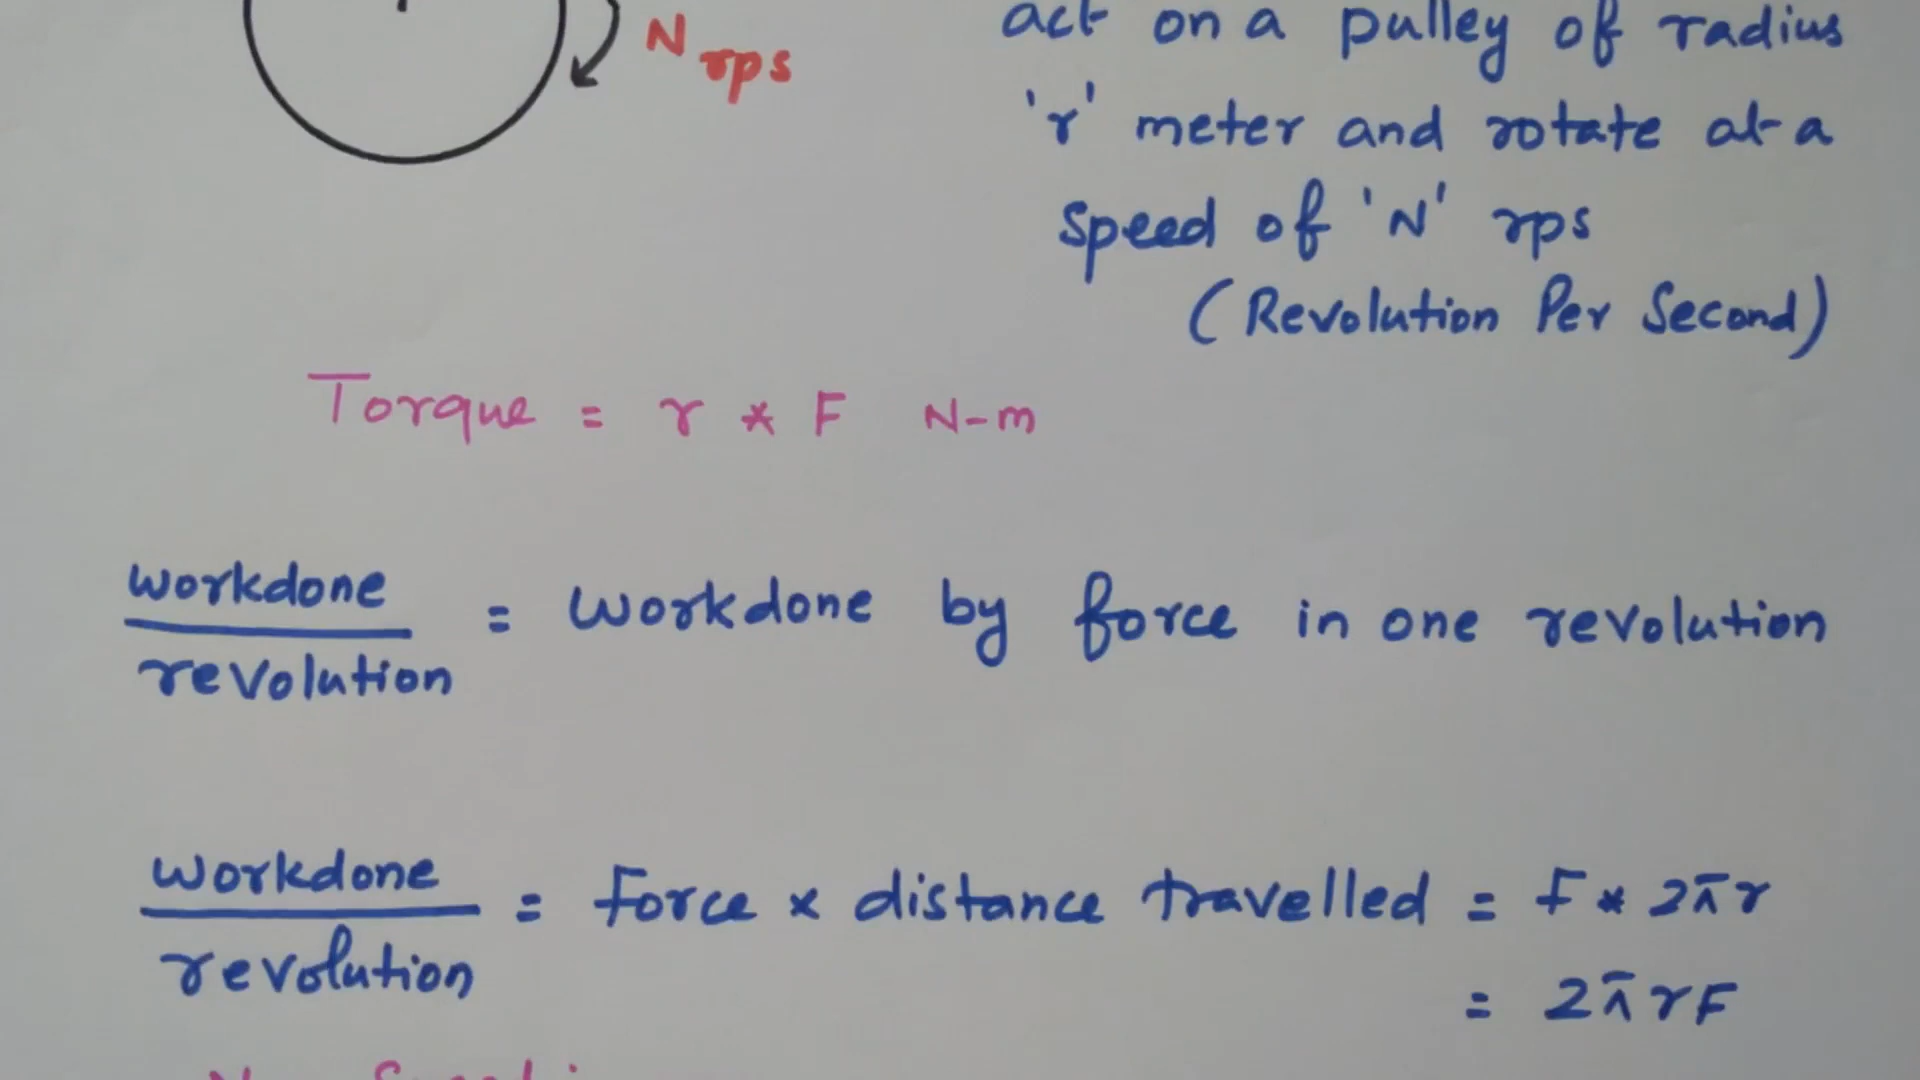 N rps
act on a pulley of radius
'r' meter and rotate at a
speed of 'N' rps
(Revolution Per Second)
Torque = r * F N-m
workdone
revolution = workdone by force in one revolution
workdone
revolution = force × distance travelled = F * 2πr
= 2πrF